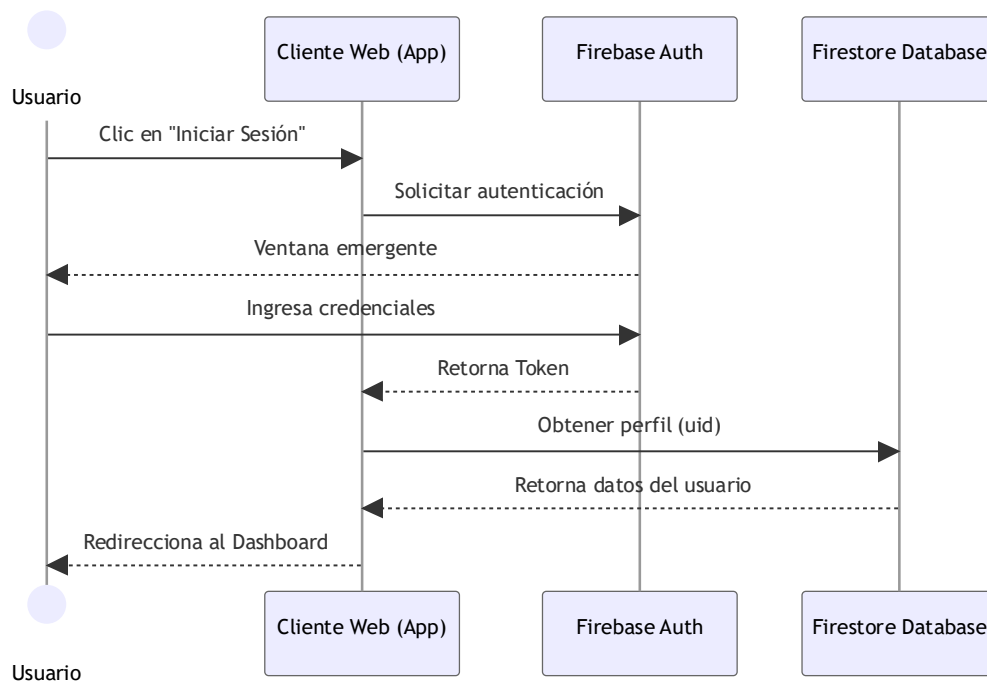 Cliente Web (App)
Firebase Auth
Firestore Database
Usuario
Clic en "Iniciar Sesión"
Solicitar autenticación
Ventana emergente
Ingresa credenciales
Retorna Token
Obtener perfil (uid)
Retorna datos del usuario
Redirecciona al Dashboard
Cliente Web (App)
Firebase Auth
Firestore Database
Usuario